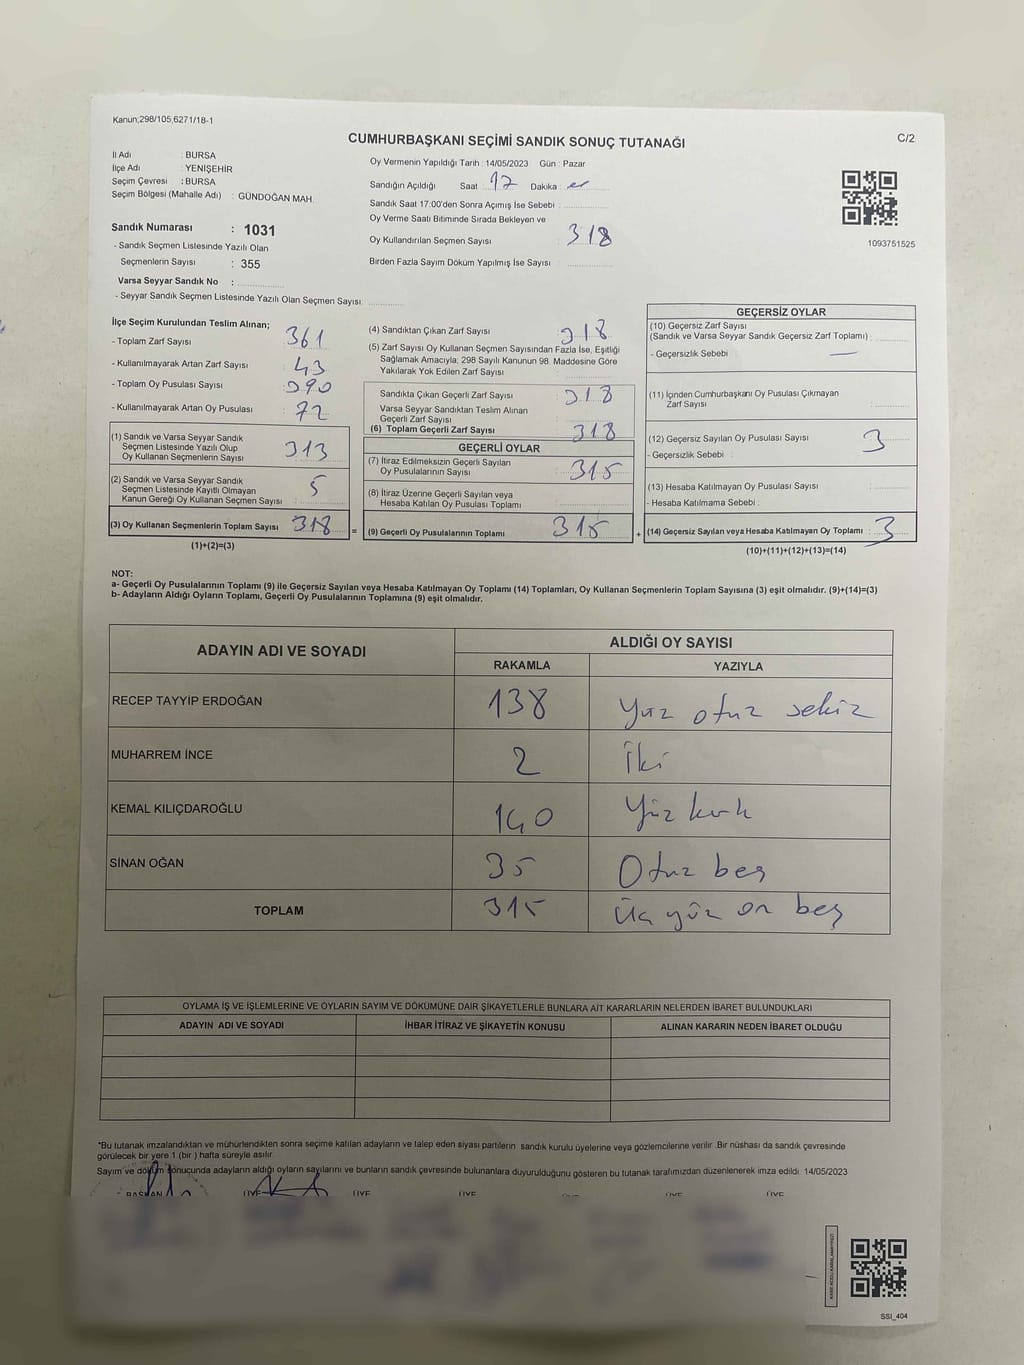 Kanun;298/105,6271/18-1
C/2
CUMHURBAŞKANI SEÇİMİ SANDIK SONUÇ TUTANAĞI
İl Adı : BURSA
İlçe Adı : YENİŞEHİR
Seçim Çevresi : BURSA
Seçim Bölgesi (Mahalle Adı) : GÜNDOĞAN MAH.
Oy Vermenin Yapıldığı Tarih : 14/05/2023 Gün : Pazar
Sandığın Açıldığı Saat 17 Dakika
Sandık Saat 17:00'den Sonra Açımış İse Sebebi :
Oy Verme Saati Bitiminde Sırada Bekleyen ve
Oy Kullandırılan Seçmen Sayısı 318
Birden Fazla Sayım Döküm Yapılmış İse Sayısı :
1093751525
Sandık Numarası : 1031
- Sandık Seçmen Listesinde Yazılı Olan
Seçmenlerin Sayısı : 355
Varsa Seyyar Sandık No :
- Seyyar Sandık Seçmen Listesinde Yazılı Olan Seçmen Sayısı:
İlçe Seçim Kurulundan Teslim Alınan;
- Toplam Zarf Sayısı : 361
- Kullanılmayarak Artan Zarf Sayısı : 43
- Toplam Oy Pusulası Sayısı : 390
- Kullanılmayarak Artan Oy Pusulası : 72
(1) Sandık ve Varsa Seyyar Sandık
Seçmen Listesinde Yazılı Olup
Oy Kullanan Seçmenlerin Sayısı : 313
(2) Sandık ve Varsa Seyyar Sandık
Seçmen Listesinde Kayıtlı Olmayan
Kanun Gereği Oy Kullanan Seçmen Sayısı : 5
(3) Oy Kullanan Seçmenlerin Toplam Sayısı : 318
(1)+(2)=(3)
=
(4) Sandıktan Çıkan Zarf Sayısı : 318
(5) Zarf Sayısı Oy Kullanan Seçmen Sayısından Fazla İse, Eşitliği
Sağlamak Amacıyla, 298 Sayılı Kanunun 98. Maddesine Göre
Yakılarak Yok Edilen Zarf Sayısı :
Sandıkta Çıkan Geçerli Zarf Sayısı : 318
Varsa Seyyar Sandıktan Teslim Alınan
Geçerli Zarf Sayısı :
(6) Toplam Geçerli Zarf Sayısı : 318
GEÇERLİ OYLAR
(7) İtiraz Edilmeksizin Geçerli Sayılan
Oy Pusulalarının Sayısı : 315
(8) İtiraz Üzerine Geçerli Sayılan veya
Hesaba Katılan Oy Pusulası Toplamı :
(9) Geçerli Oy Pusulalarının Toplamı : 315
+
GEÇERSİZ OYLAR
(10) Geçersiz Zarf Sayısı
(Sandık ve Varsa Seyyar Sandık Geçersiz Zarf Toplamı) :
- Geçersizlik Sebebi : —
(11) İçinden Cumhurbaşkanı Oy Pusulası Çıkmayan
Zarf Sayısı :
(12) Geçersiz Sayılan Oy Pusulası Sayısı : 3
- Geçersizlik Sebebi :
(13) Hesaba Katılmayan Oy Pusulası Sayısı :
- Hesaba Katılmama Sebebi :
(14) Geçersiz Sayılan veya Hesaba Katılmayan Oy Toplamı : 3
(10)+(11)+(12)+(13)=(14)
NOT:
a- Geçerli Oy Pusulalarının Toplamı (9) ile Geçersiz Sayılan veya Hesaba Katılmayan Oy Toplamı (14) Toplamları, Oy Kullanan Seçmenlerin Toplam Sayısına (3) eşit olmalıdır. (9)+(14)=(3)
b- Adayların Aldığı Oyların Toplamı, Geçerli Oy Pusulalarının Toplamına (9) eşit olmalıdır.
ADAYIN ADI VE SOYADI ALDIĞI OY SAYISI
RAKAMLA YAZIYLA
RECEP TAYYİP ERDOĞAN 138 Yüz otuz sekiz
MUHARREM İNCE 2 İki
KEMAL KILIÇDAROĞLU 140 Yüz kırk
SİNAN OĞAN 35 Otuz beş
TOPLAM 315 üç yüz on beş
OYLAMA İŞ VE İŞLEMLERİNE VE OYLARIN SAYIM VE DÖKÜMÜNE DAİR ŞİKAYETLERLE BUNLARA AİT KARARLARIN NELERDEN İBARET BULUNDUKLARI
ADAYIN ADI VE SOYADI İHBAR İTİRAZ VE ŞİKAYETİN KONUSU ALINAN KARARIN NEDEN İBARET OLDUĞU
*Bu tutanak imzalandıktan ve mühürlendikten sonra seçime katılan adayların ve talep eden siyasi partilerin sandık kurulu üyelerine veya gözlemcilerine verilir. Bir nüshası da sandık çevresinde
görülecek bir yere 1 (bir ) hafta süreyle asılır.
Sayım ve döküm sonucunda adayların aldığı oyların sayılarını ve bunların sandık çevresinde bulunanlara duyurulduğunu gösteren bu tutanak tarafımızdan düzenlenerek imza edildi. 14/05/2023
BAŞKAN ÜYE ÜYE ÜYE ÜYE ÜYE ÜYE
SSI_404